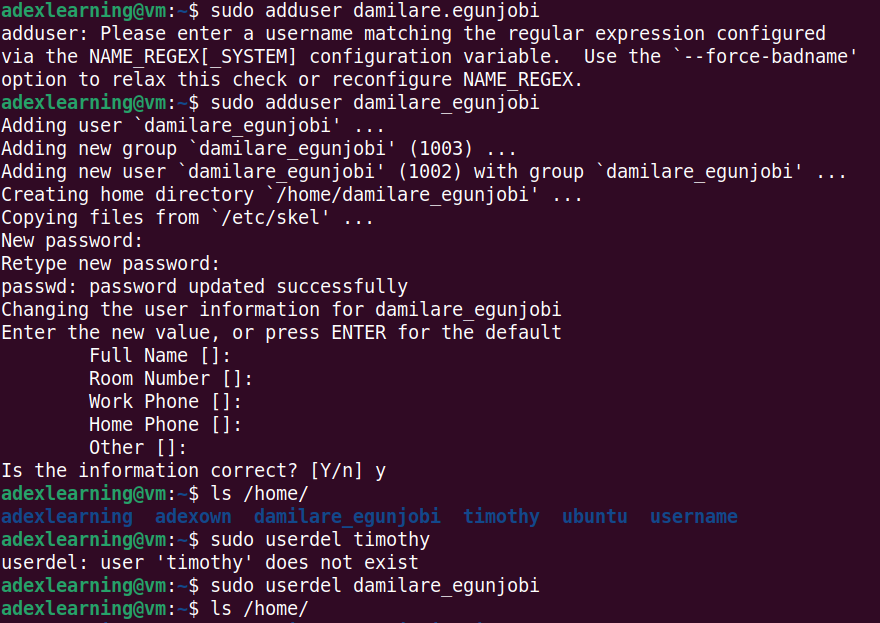 adexlearning@vm:~$ sudo adduser damilare.egunjobi
adduser: Please enter a username matching the regular expression configured
via the NAME_REGEX[_SYSTEM] configuration variable.  Use the `--force-badname'
option to relax this check or reconfigure NAME_REGEX.
adexlearning@vm:~$ sudo adduser damilare_egunjobi
Adding user `damilare_egunjobi' ...
Adding new group `damilare_egunjobi' (1003) ...
Adding new user `damilare_egunjobi' (1002) with group `damilare_egunjobi' ...
Creating home directory `/home/damilare_egunjobi' ...
Copying files from `/etc/skel' ...
New password:
Retype new password:
passwd: password updated successfully
Changing the user information for damilare_egunjobi
Enter the new value, or press ENTER for the default
        Full Name []:
        Room Number []:
        Work Phone []:
        Home Phone []:
        Other []:
Is the information correct? [Y/n] y
adexlearning@vm:~$ ls /home/
adexlearning  adexown  damilare_egunjobi  timothy  ubuntu  username
adexlearning@vm:~$ sudo userdel timothy
userdel: user 'timothy' does not exist
adexlearning@vm:~$ sudo userdel damilare_egunjobi
adexlearning@vm:~$ ls /home/